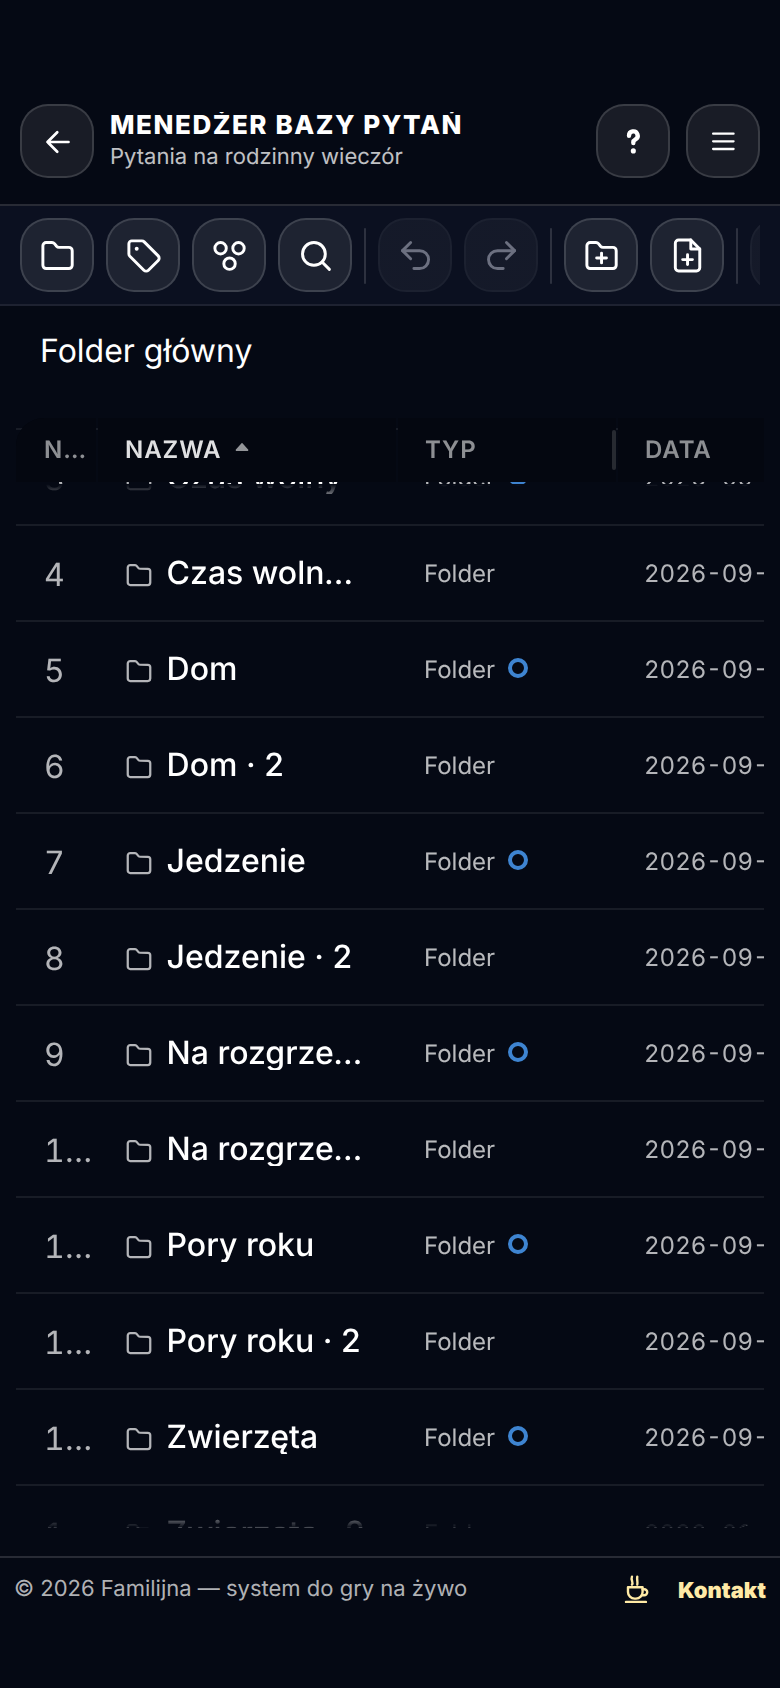 MENEDŻER BAZY PYTAŃ
Pytania na rodzinny wieczór
Folder główny
N... NAZWA TYP DATA
4 Czas woln... Folder 2026-09-
5 Dom Folder 2026-09-
6 Dom · 2 Folder 2026-09-
7 Jedzenie Folder 2026-09-
8 Jedzenie · 2 Folder 2026-09-
9 Na rozgrze... Folder 2026-09-
1... Na rozgrze... Folder 2026-09-
1... Pory roku Folder 2026-09-
1... Pory roku · 2 Folder 2026-09-
1... Zwierzęta Folder 2026-09-
© 2026 Familijna — system do gry na żywo Kontakt